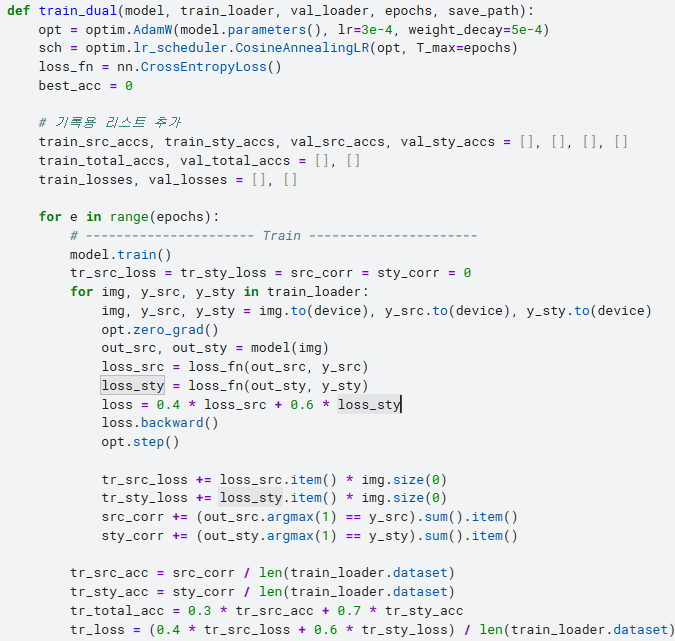 def train_dual(model, train_loader, val_loader, epochs, save_path):
    opt = optim.AdamW(model.parameters(), lr=3e-4, weight_decay=5e-4)
    sch = optim.lr_scheduler.CosineAnnealingLR(opt, T_max=epochs)
    loss_fn = nn.CrossEntropyLoss()
    best_acc = 0

    # 기록용 리스트 추가
    train_src_accs, train_sty_accs, val_src_accs, val_sty_accs = [], [], [], []
    train_total_accs, val_total_accs = [], []
    train_losses, val_losses = [], []

    for e in range(epochs):
        # ---------------------- Train ----------------------
        model.train()
        tr_src_loss = tr_sty_loss = src_corr = sty_corr = 0
        for img, y_src, y_sty in train_loader:
            img, y_src, y_sty = img.to(device), y_src.to(device), y_sty.to(device)
            opt.zero_grad()
            out_src, out_sty = model(img)
            loss_src = loss_fn(out_src, y_src)
            loss_sty = loss_fn(out_sty, y_sty)
            loss = 0.4 * loss_src + 0.6 * loss_sty
            loss.backward()
            opt.step()

            tr_src_loss += loss_src.item() * img.size(0)
            tr_sty_loss += loss_sty.item() * img.size(0)
            src_corr += (out_src.argmax(1) == y_src).sum().item()
            sty_corr += (out_sty.argmax(1) == y_sty).sum().item()

        tr_src_acc = src_corr / len(train_loader.dataset)
        tr_sty_acc = sty_corr / len(train_loader.dataset)
        tr_total_acc = 0.3 * tr_src_acc + 0.7 * tr_sty_acc
        tr_loss = (0.4 * tr_src_loss + 0.6 * tr_sty_loss) / len(train_loader.dataset)